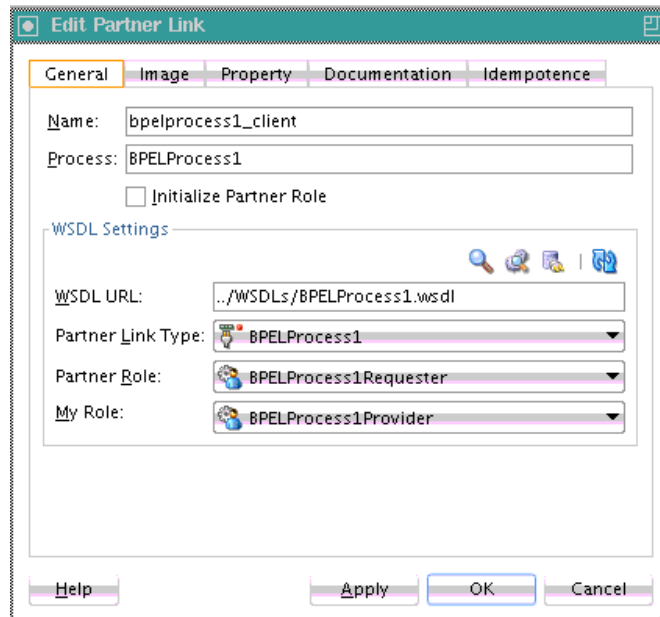 Edit Partner Link
General Image Property Documentation Idempotence
Name: bpelprocess1_client
Process: BPELProcess1
Initialize Partner Role
WSDL Settings
WSDL URL: ../WSDLs/BPELProcess1.wsdl
Partner Link Type: BPELProcess1
Partner Role: BPELProcess1Requester
My Role: BPELProcess1Provider
Help Apply OK Cancel